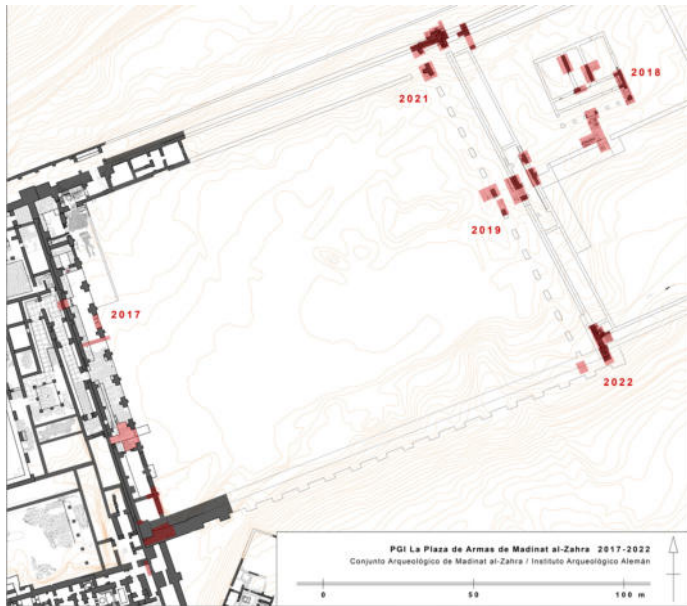 2021
2018
2019
2017
2022
PGI La Plaza de Armas de Madinat al-Zahra 2017-2022
Conjunto Arqueológico de Madinat al-Zahra / Instituto Arqueológico Alemán
0 50 100 m